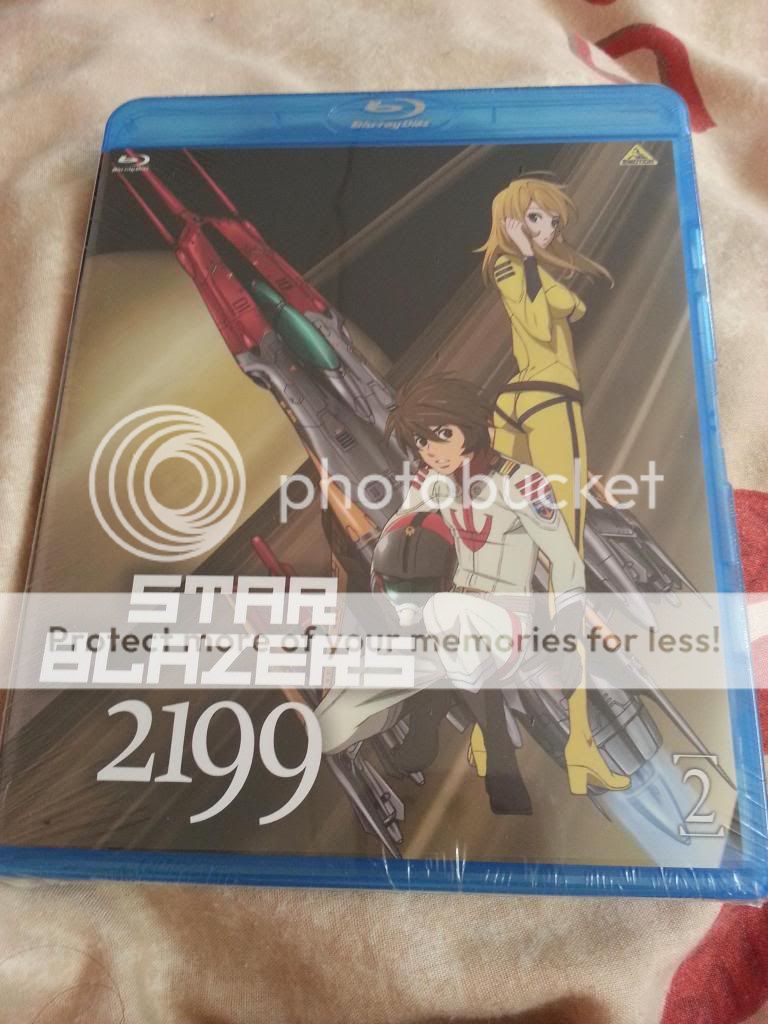 Blu-ray Disc
Blu-ray Disc
photobucket
Protect more of your memories for less!
STAR
BLAZERS
2199
2